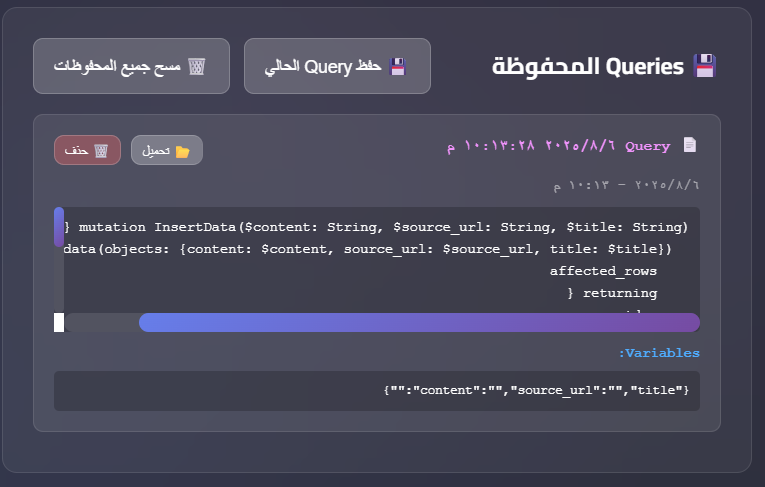 💾 Queries المحفوظة
💾 حفظ Query الحالي
🗑️ مسح جميع المحفوظات
📄 Query ٢٠٢٥/٨/٦ ١٠:١٣:٢٨ م
📂 تحميل
🗑️ حذف
٢٠٢٥/٨/٦ – ١٠:١٣ م
mutation InsertData($content: String, $source_url: String, $title: String) {
data(objects: {content: $content, source_url: $source_url, title: $title})
affected_rows
returning {
Variables:
{"content":"","source_url":"","title":""}